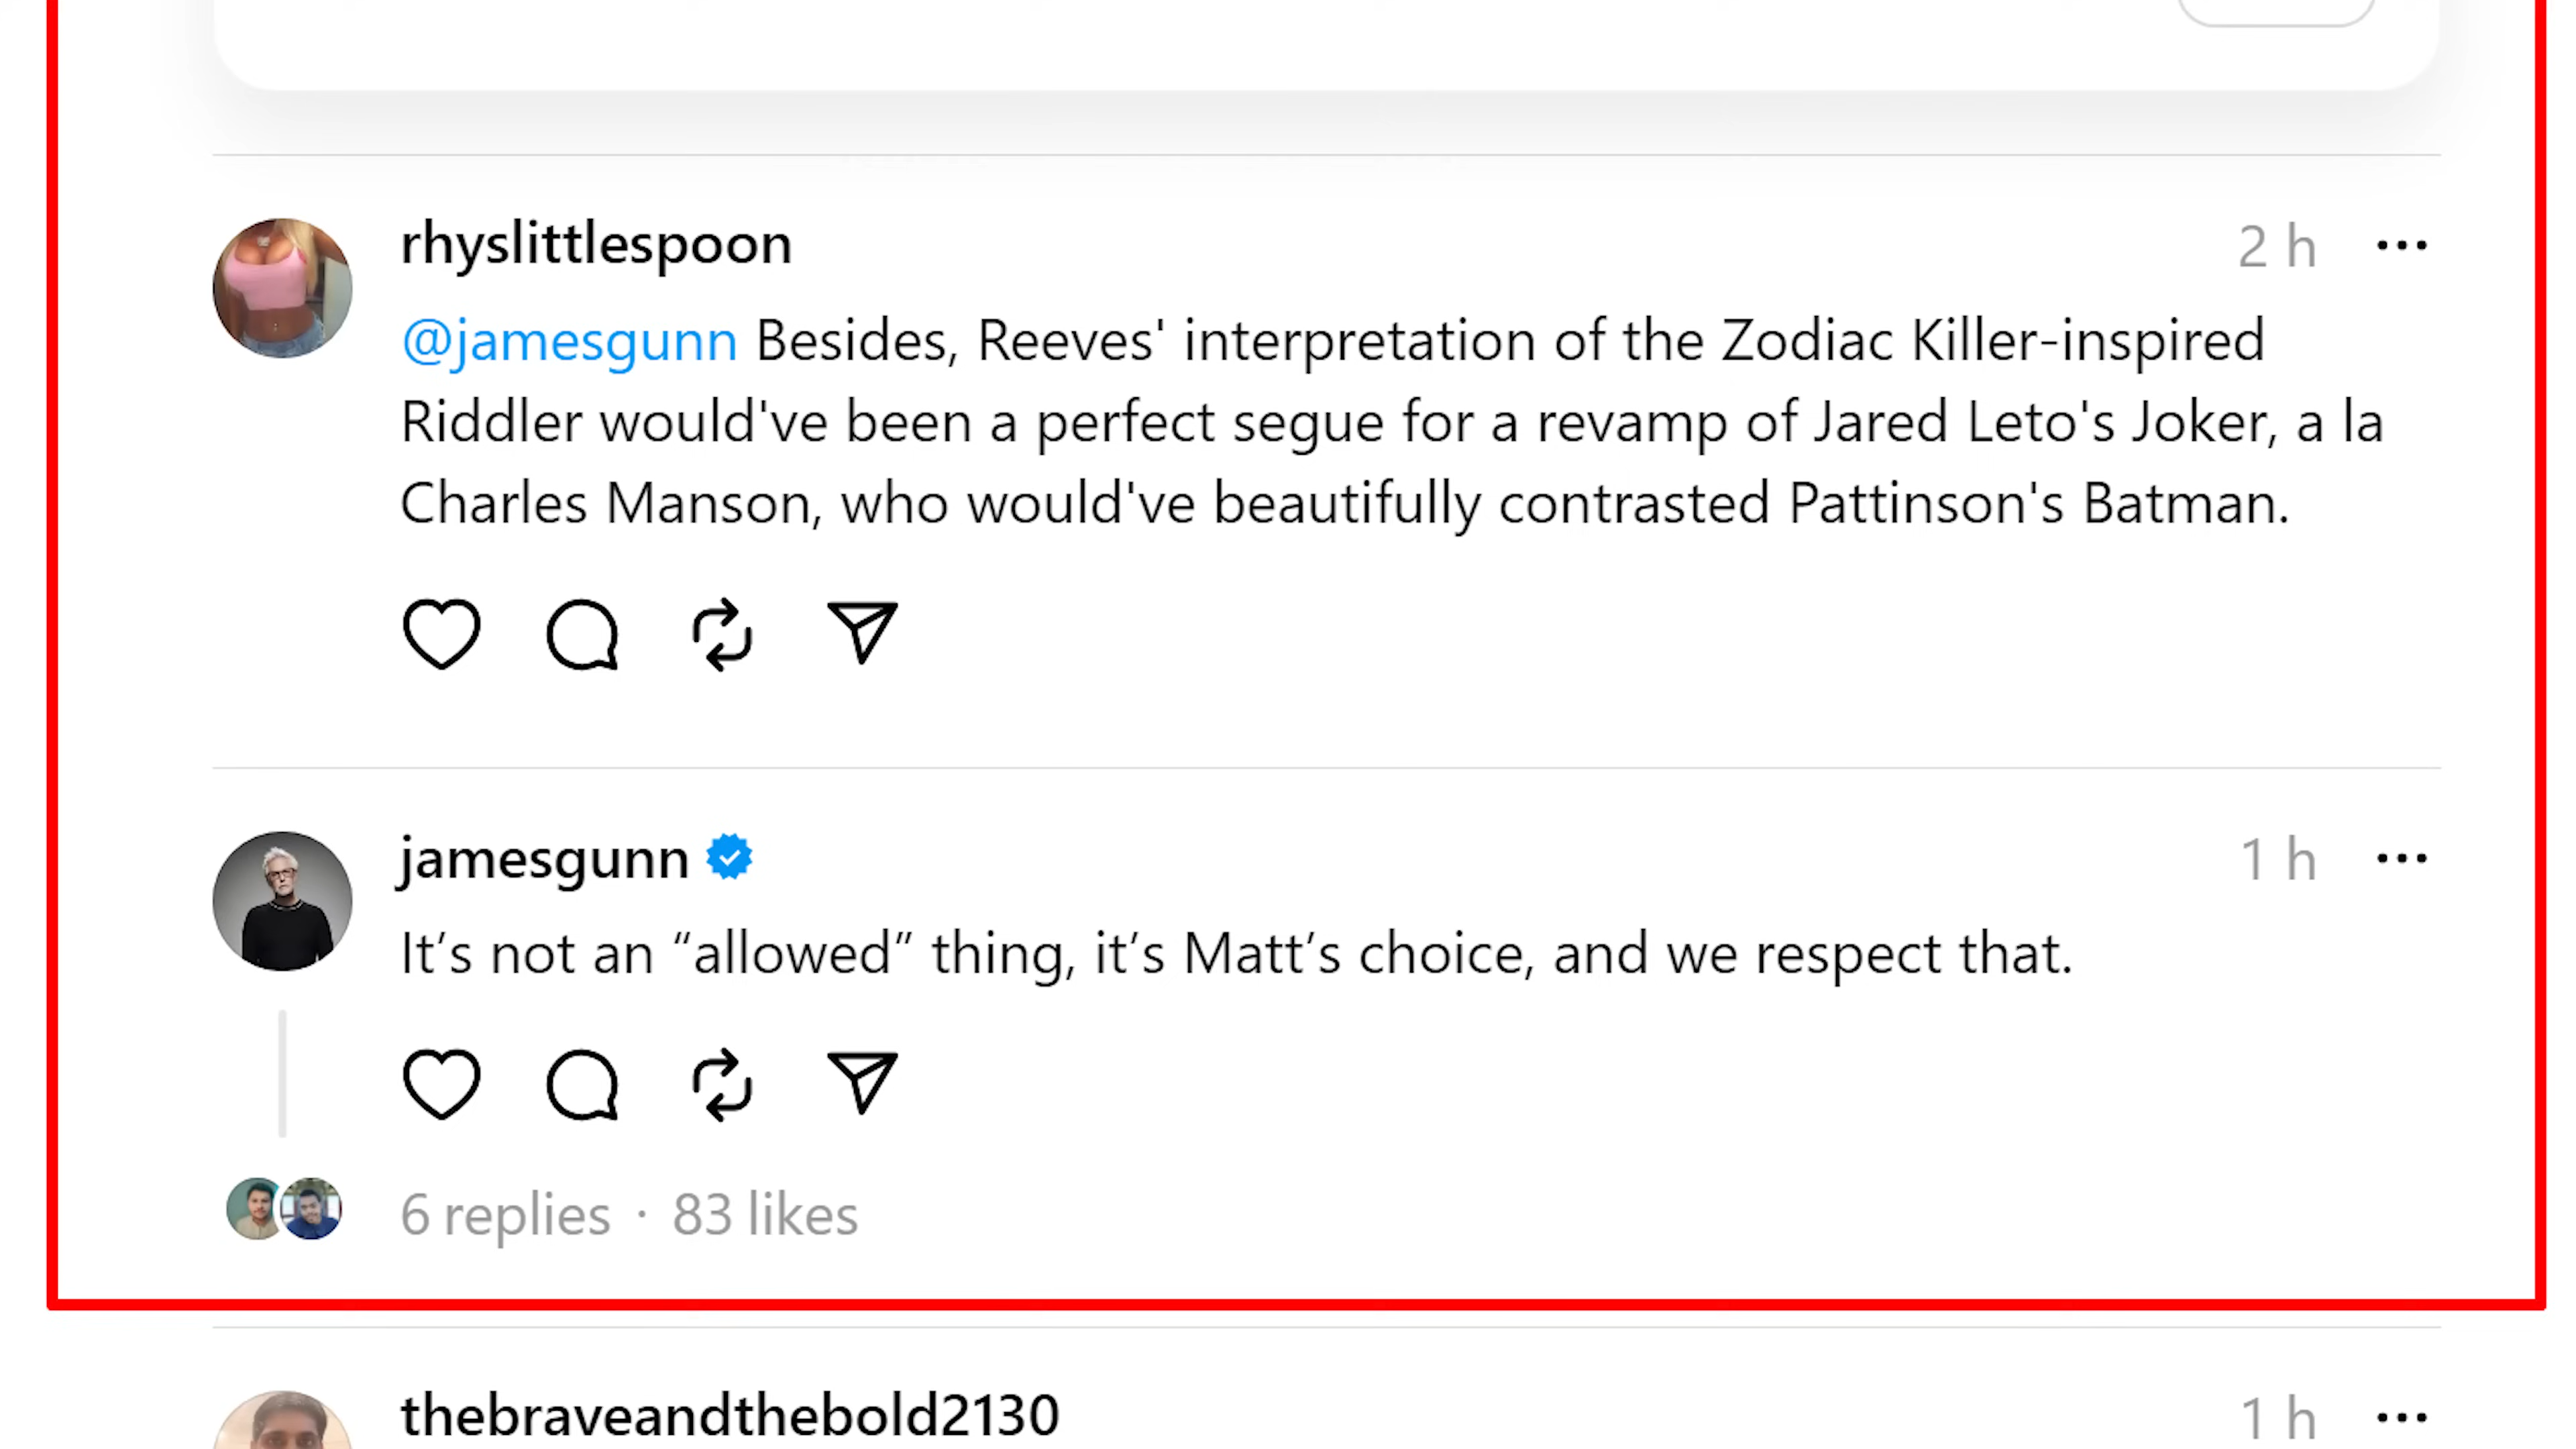 rhyslittlespoon
2 h
@jamesgunn Besides, Reeves' interpretation of the Zodiac Killer-inspired
Riddler would've been a perfect segue for a revamp of Jared Leto's Joker, a la
Charles Manson, who would've beautifully contrasted Pattinson's Batman.
jamesgunn
1 h
It’s not an “allowed” thing, it’s Matt’s choice, and we respect that.
6 replies · 83 likes
thebraveandthebold2130
1 h